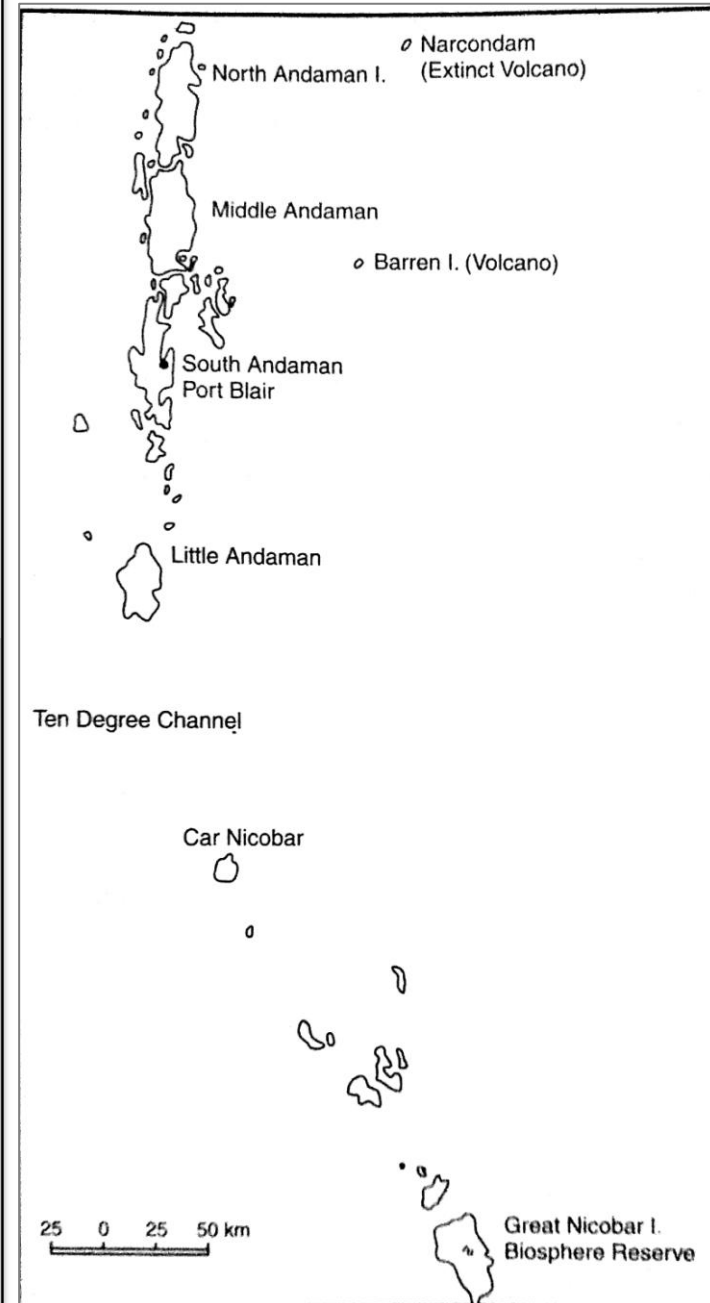 Narcondam
(Extinct Volcano)
North Andaman I.
Middle Andaman
Barren I. (Volcano)
South Andaman
Port Blair
Little Andaman
Ten Degree Channel
Car Nicobar
25 0 25 50 km
Great Nicobar I.
Biosphere Reserve